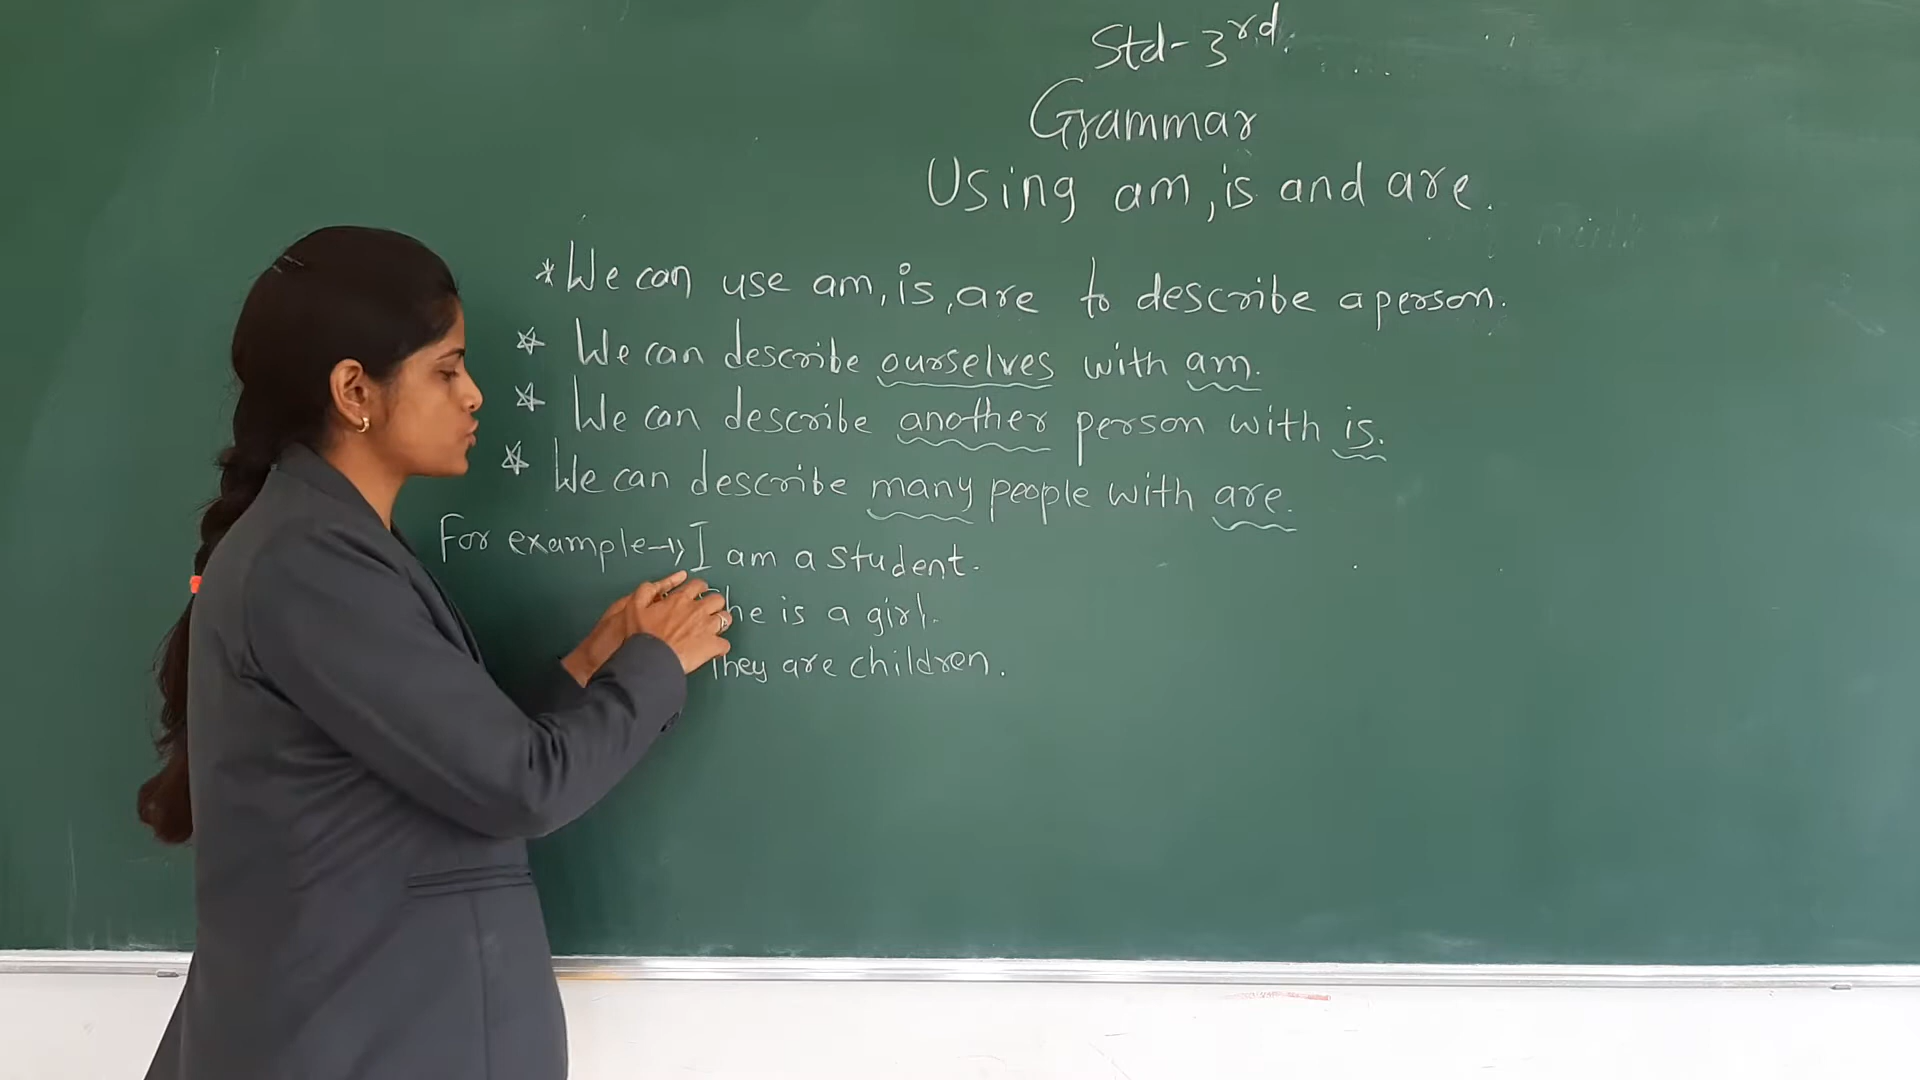 Std- 3rd.
Grammar
Using am, is and are.
* We can use am, is, are to describe a person.
* We can describe ourselves with am.
* We can describe another person with is.
* We can describe many people with are.
For example → 1) I am a student.
is a girl.
They are children.